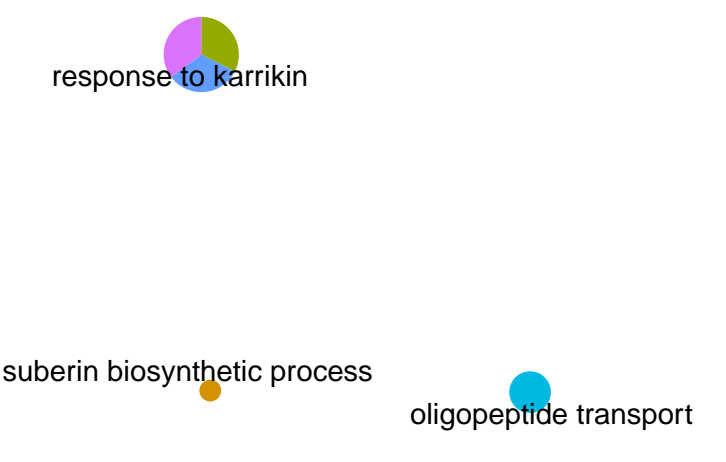 response to karrikin
suberin biosynthetic process
oligopeptide transport